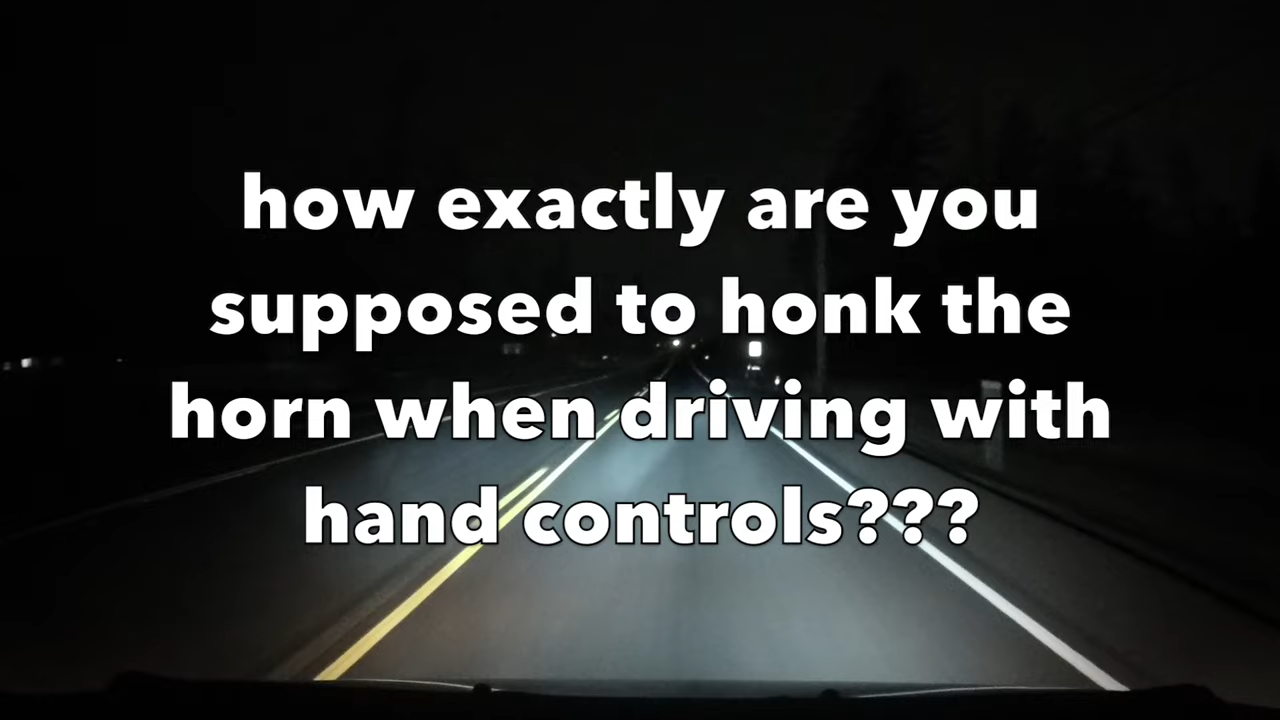 how exactly are you
supposed to honk the
horn when driving with
hand controls???